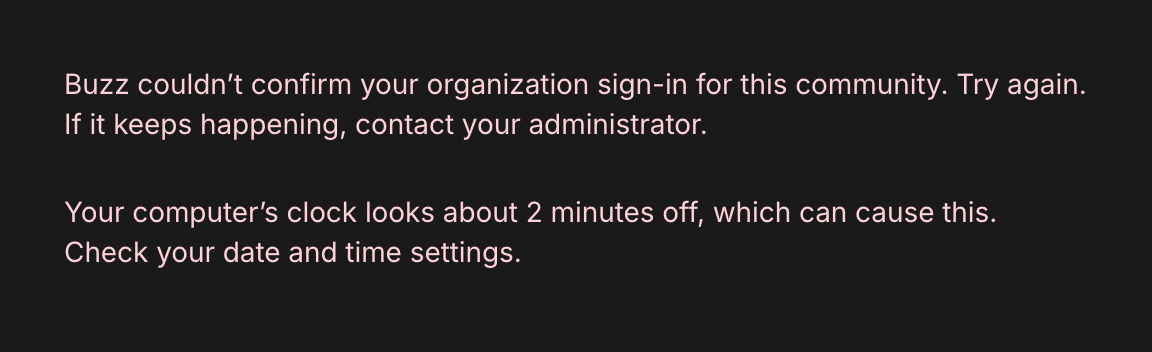 Buzz couldn’t confirm your organization sign-in for this community. Try again.
If it keeps happening, contact your administrator.
Your computer’s clock looks about 2 minutes off, which can cause this.
Check your date and time settings.